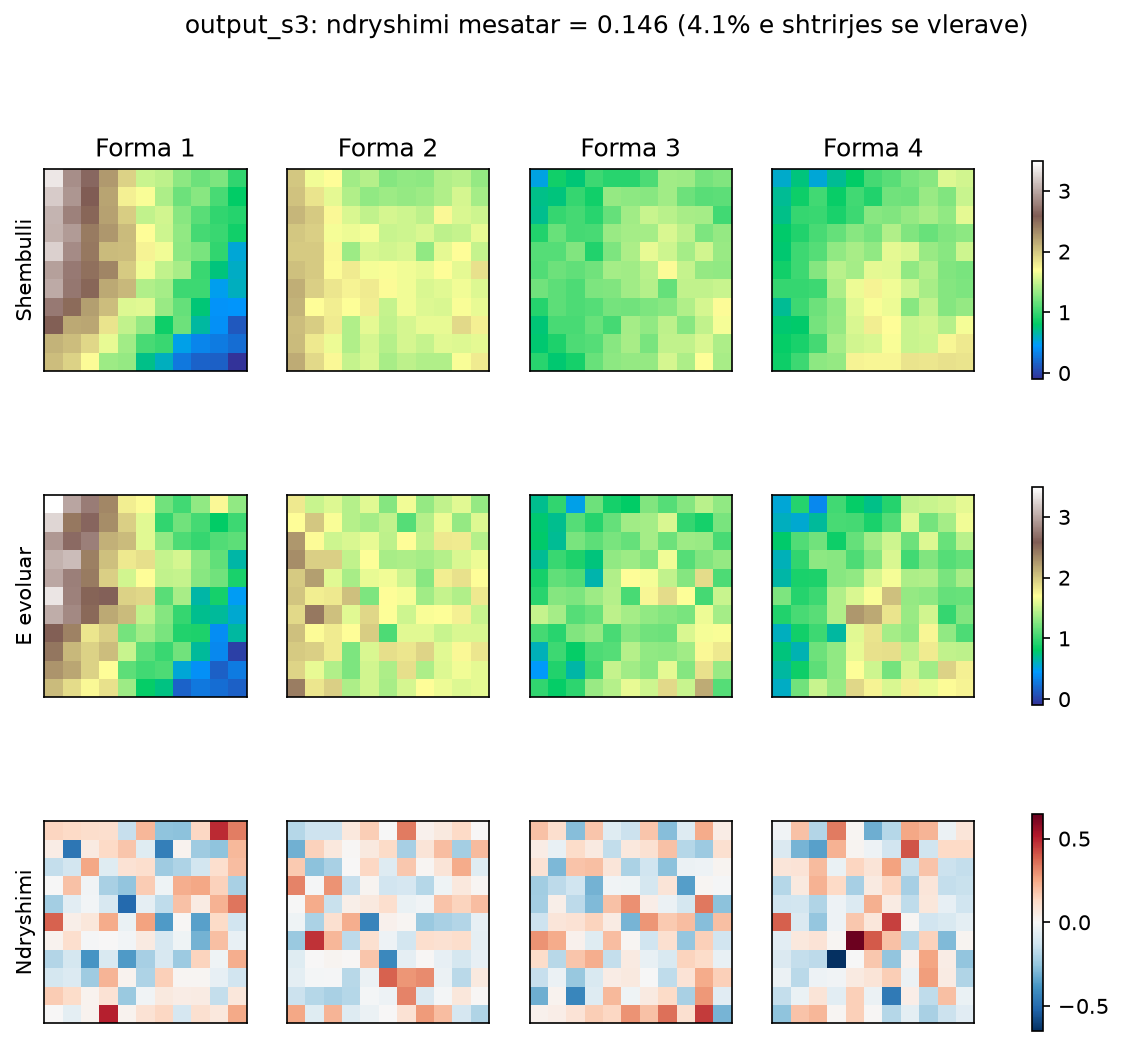 output_s3: ndryshimi mesatar = 0.146 (4.1% e shtrirjes se vlerave)
Forma 1
Forma 2
Forma 3
Forma 4
Shembulli
3
2
1
0
E evoluar
3
2
1
0
Ndryshimi
0.5
0.0
−0.5